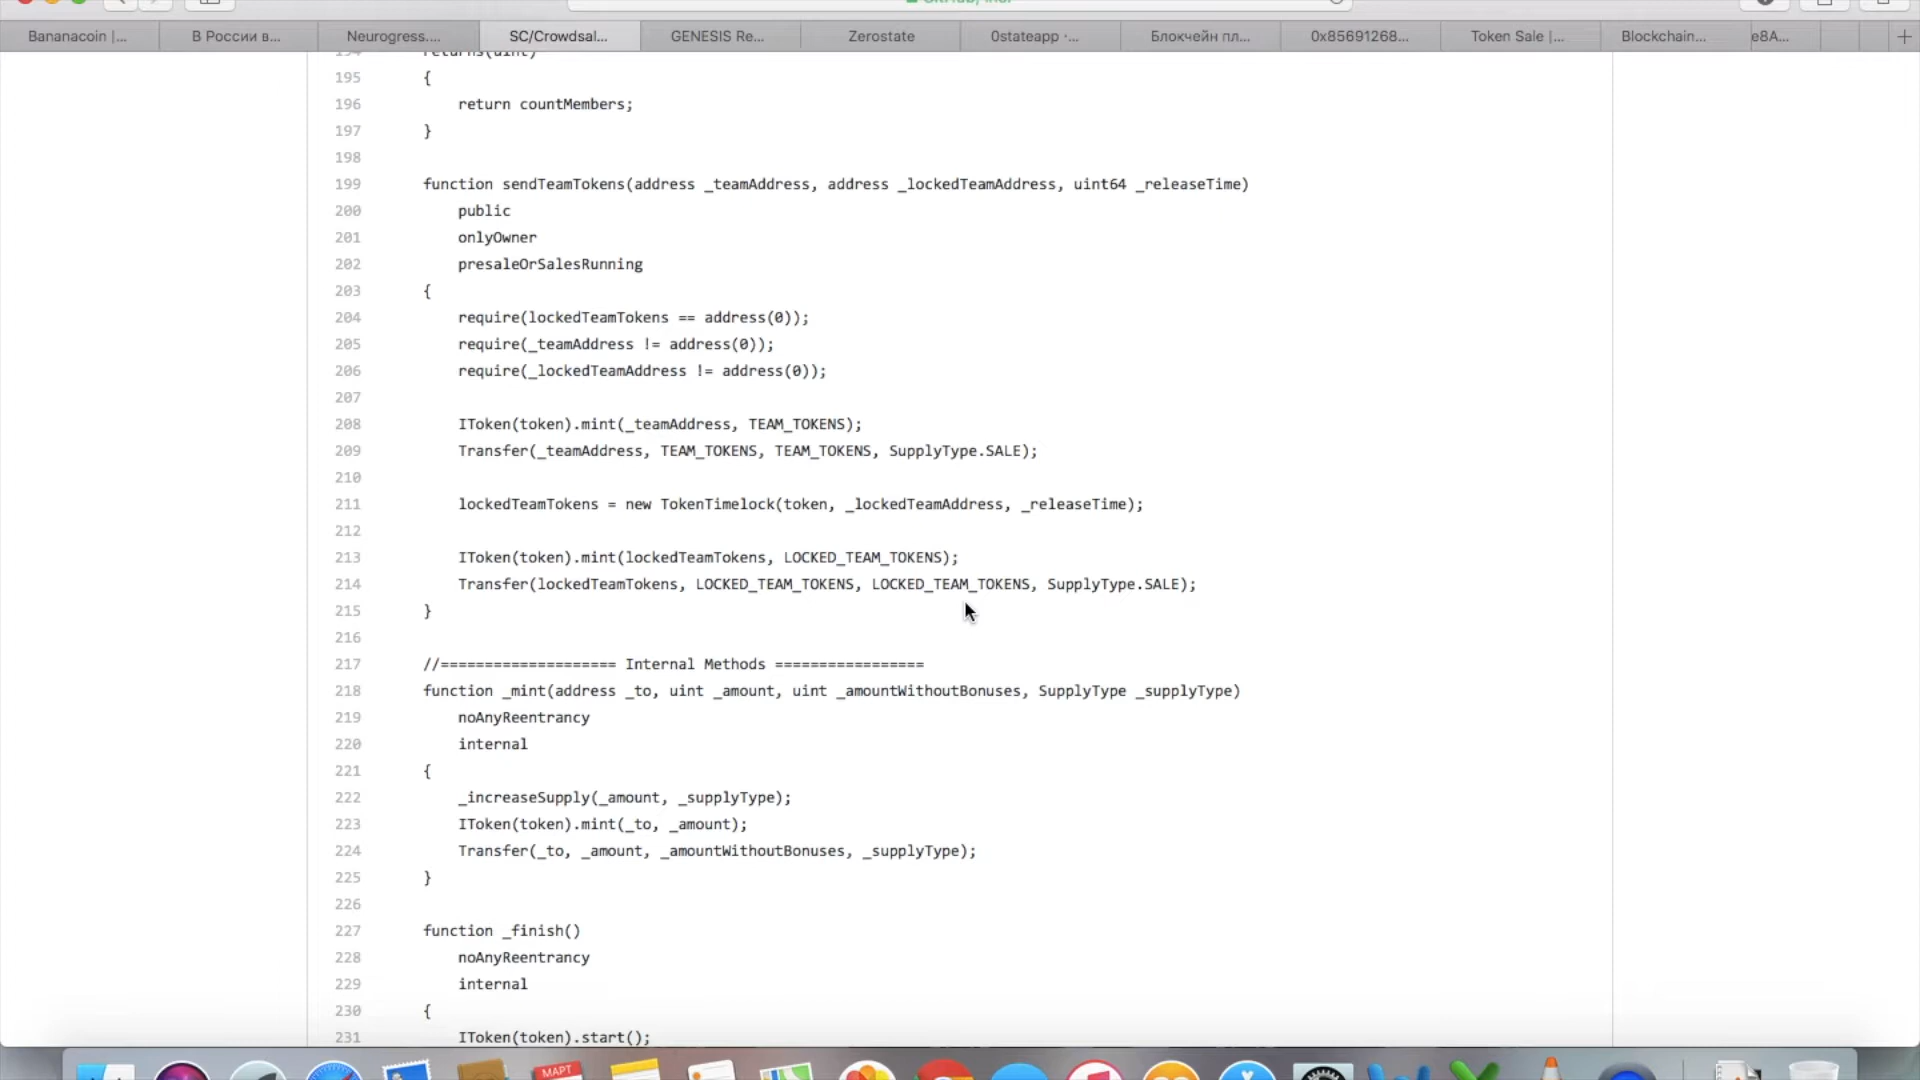 Bananacoin |... В России в... Neurogress.... SC/Crowdsal... GENESIS Re... Zerostate 0stateapp ·... Блокчейн пл... 0x85691268... Token Sale |... Blockchain... e8A...
194 returns(uint)
195 {
196 return countMembers;
197 }
198
199 function sendTeamTokens(address _teamAddress, address _lockedTeamAddress, uint64 _releaseTime)
200 public
201 onlyOwner
202 presaleOrSalesRunning
203 {
204 require(lockedTeamTokens == address(0));
205 require(_teamAddress != address(0));
206 require(_lockedTeamAddress != address(0));
207
208 IToken(token).mint(_teamAddress, TEAM_TOKENS);
209 Transfer(_teamAddress, TEAM_TOKENS, TEAM_TOKENS, SupplyType.SALE);
210
211 lockedTeamTokens = new TokenTimelock(token, _lockedTeamAddress, _releaseTime);
212
213 IToken(token).mint(lockedTeamTokens, LOCKED_TEAM_TOKENS);
214 Transfer(lockedTeamTokens, LOCKED_TEAM_TOKENS, LOCKED_TEAM_TOKENS, SupplyType.SALE);
215 }
216
217 //==================== Internal Methods =================
218 function _mint(address _to, uint _amount, uint _amountWithoutBonuses, SupplyType _supplyType)
219 noAnyReentrancy
220 internal
221 {
222 _increaseSupply(_amount, _supplyType);
223 IToken(token).mint(_to, _amount);
224 Transfer(_to, _amount, _amountWithoutBonuses, _supplyType);
225 }
226
227 function _finish()
228 noAnyReentrancy
229 internal
230 {
231 IToken(token).start();
МАРТ